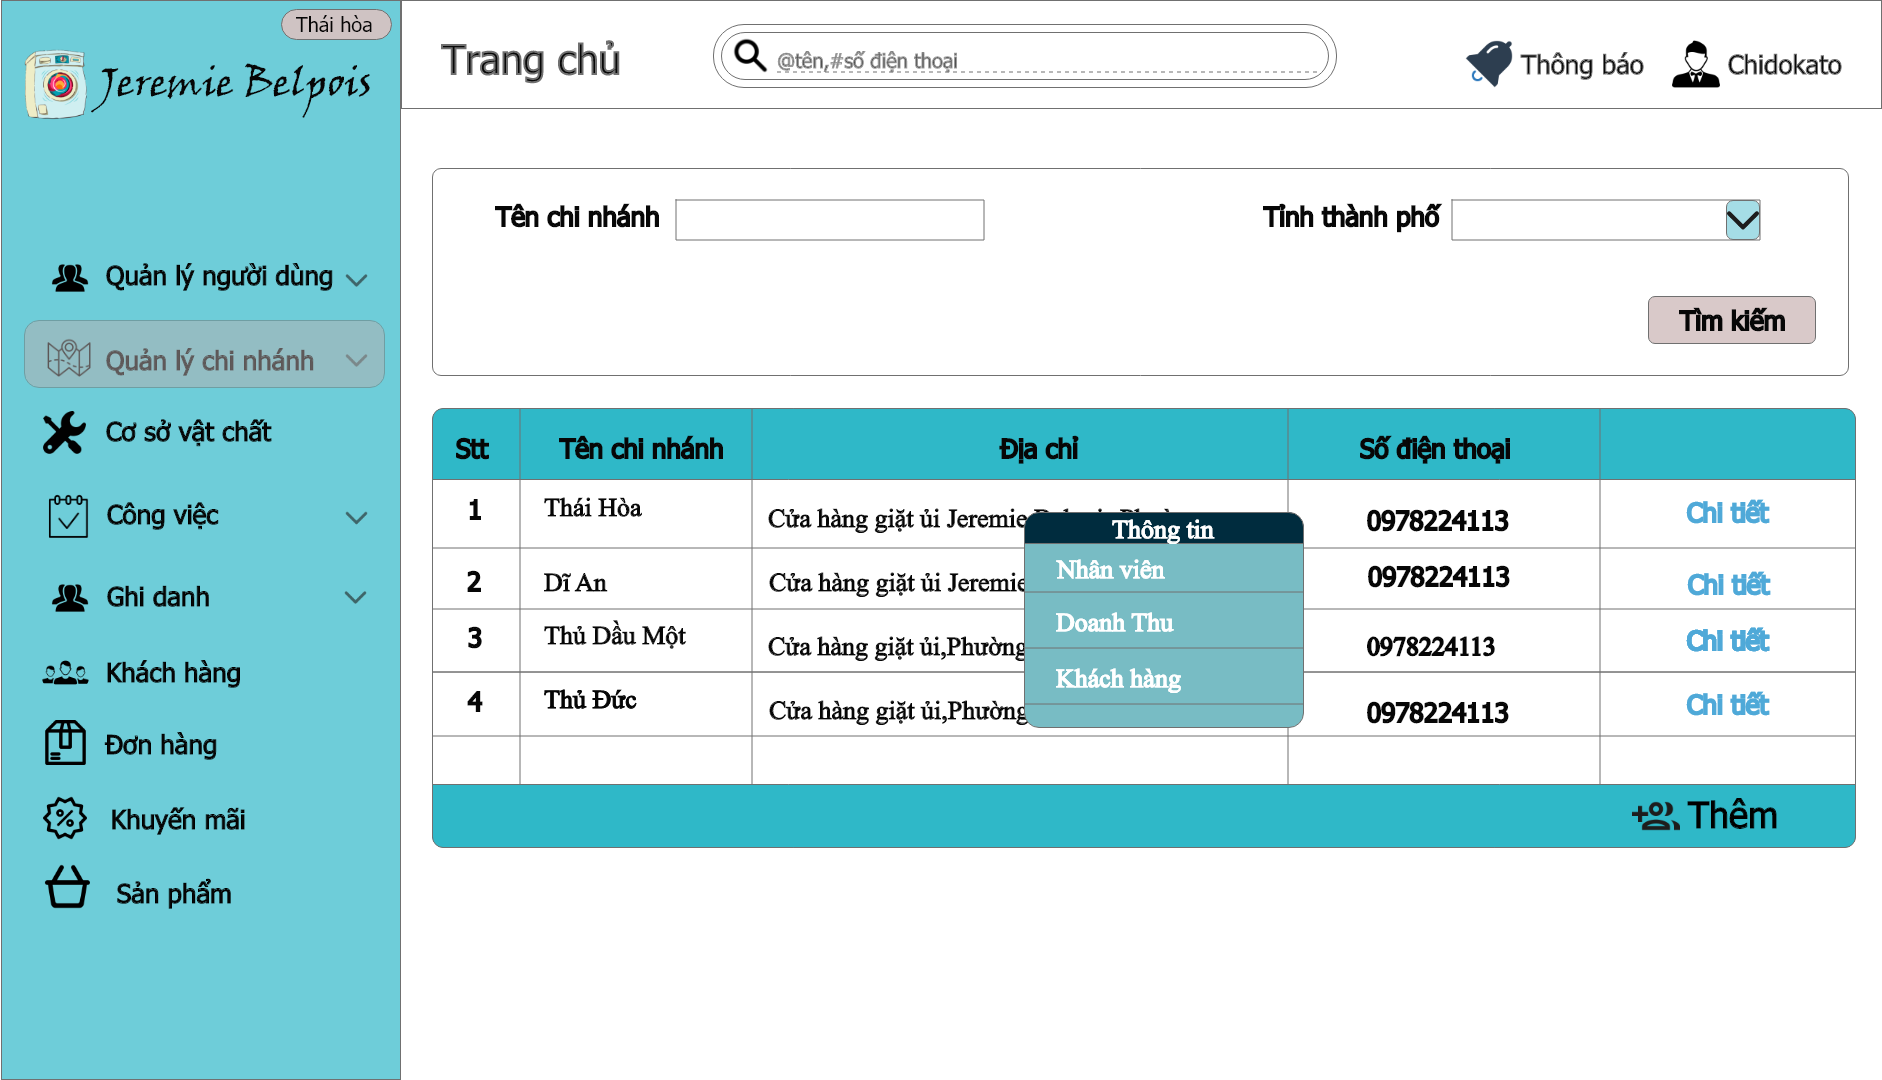 Thái hòa
Jeremie Belpois
Trang chủ
@tên,#số điện thoại
Thông báo
Chidokato
Quản lý người dùng
Quản lý chi nhánh
Cơ sở vật chất
Công việc
Ghi danh
Khách hàng
Đơn hàng
Khuyến mãi
Sản phẩm
Tên chi nhánh
Tỉnh thành phố
Tìm kiếm
Stt Tên chi nhánh Địa chỉ Số điện thoại
1 Thái Hòa Cửa hàng giặt ủi Jeremie 0978224113 Chi tiết
2 Dĩ An Cửa hàng giặt ủi Jeremie 0978224113 Chi tiết
3 Thủ Dầu Một Cửa hàng giặt ủi,Phường 0978224113 Chi tiết
4 Thủ Đức Cửa hàng giặt ủi,Phường 0978224113 Chi tiết
Thông tin
Nhân viên
Doanh Thu
Khách hàng
Thêm